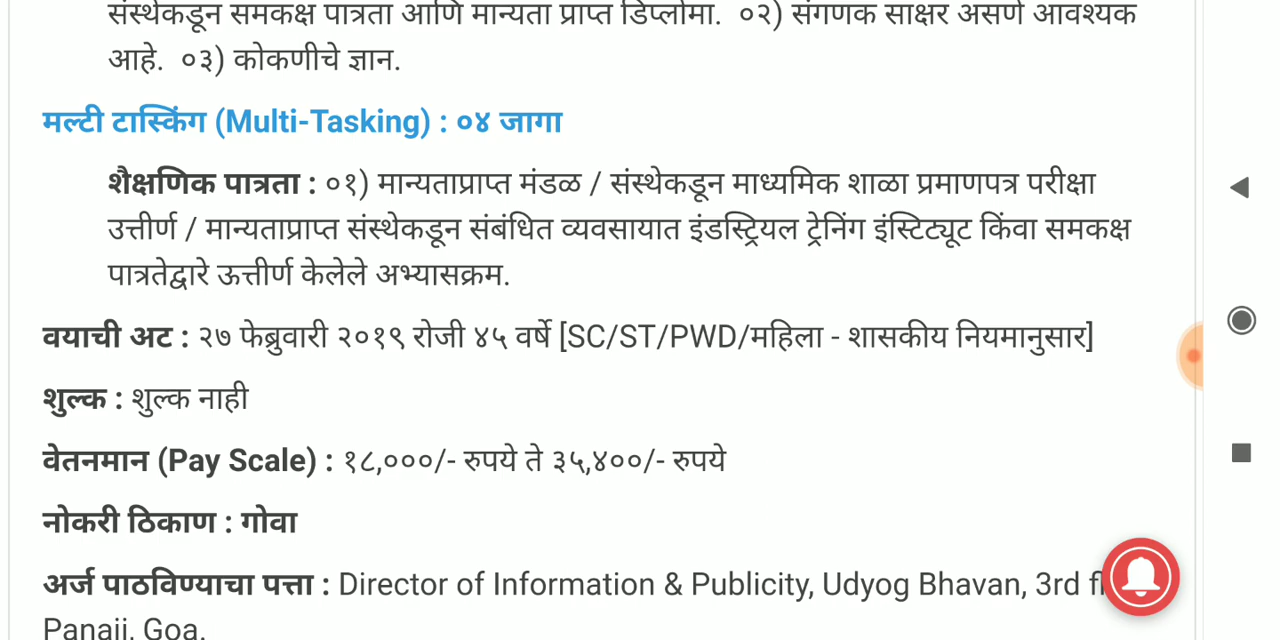 संस्थेकडून समकक्ष पात्रता आणि मान्यता प्राप्त डिप्लोमा. ०२) संगणक साक्षर असणे आवश्यक
आहे. ०३) कोकणीचे ज्ञान.
मल्टी टास्किंग (Multi-Tasking) : ०४ जागा
शैक्षणिक पात्रता : ०१) मान्यताप्राप्त मंडळ / संस्थेकडून माध्यमिक शाळा प्रमाणपत्र परीक्षा
उत्तीर्ण / मान्यताप्राप्त संस्थेकडून संबंधित व्यवसायात इंडस्ट्रियल ट्रेनिंग इंस्टिट्यूट किंवा समकक्ष
पात्रतेद्वारे ऊत्तीर्ण केलेले अभ्यासक्रम.
वयाची अट : २७ फेब्रुवारी २०१९ रोजी ४५ वर्षे [SC/ST/PWD/महिला - शासकीय नियमानुसार]
शुल्क : शुल्क नाही
वेतनमान (Pay Scale) : १८,०००/- रुपये ते ३५,४००/- रुपये
नोकरी ठिकाण : गोवा
अर्ज पाठविण्याचा पत्ता : Director of Information & Publicity, Udyog Bhavan, 3rd
Panaji, Goa.